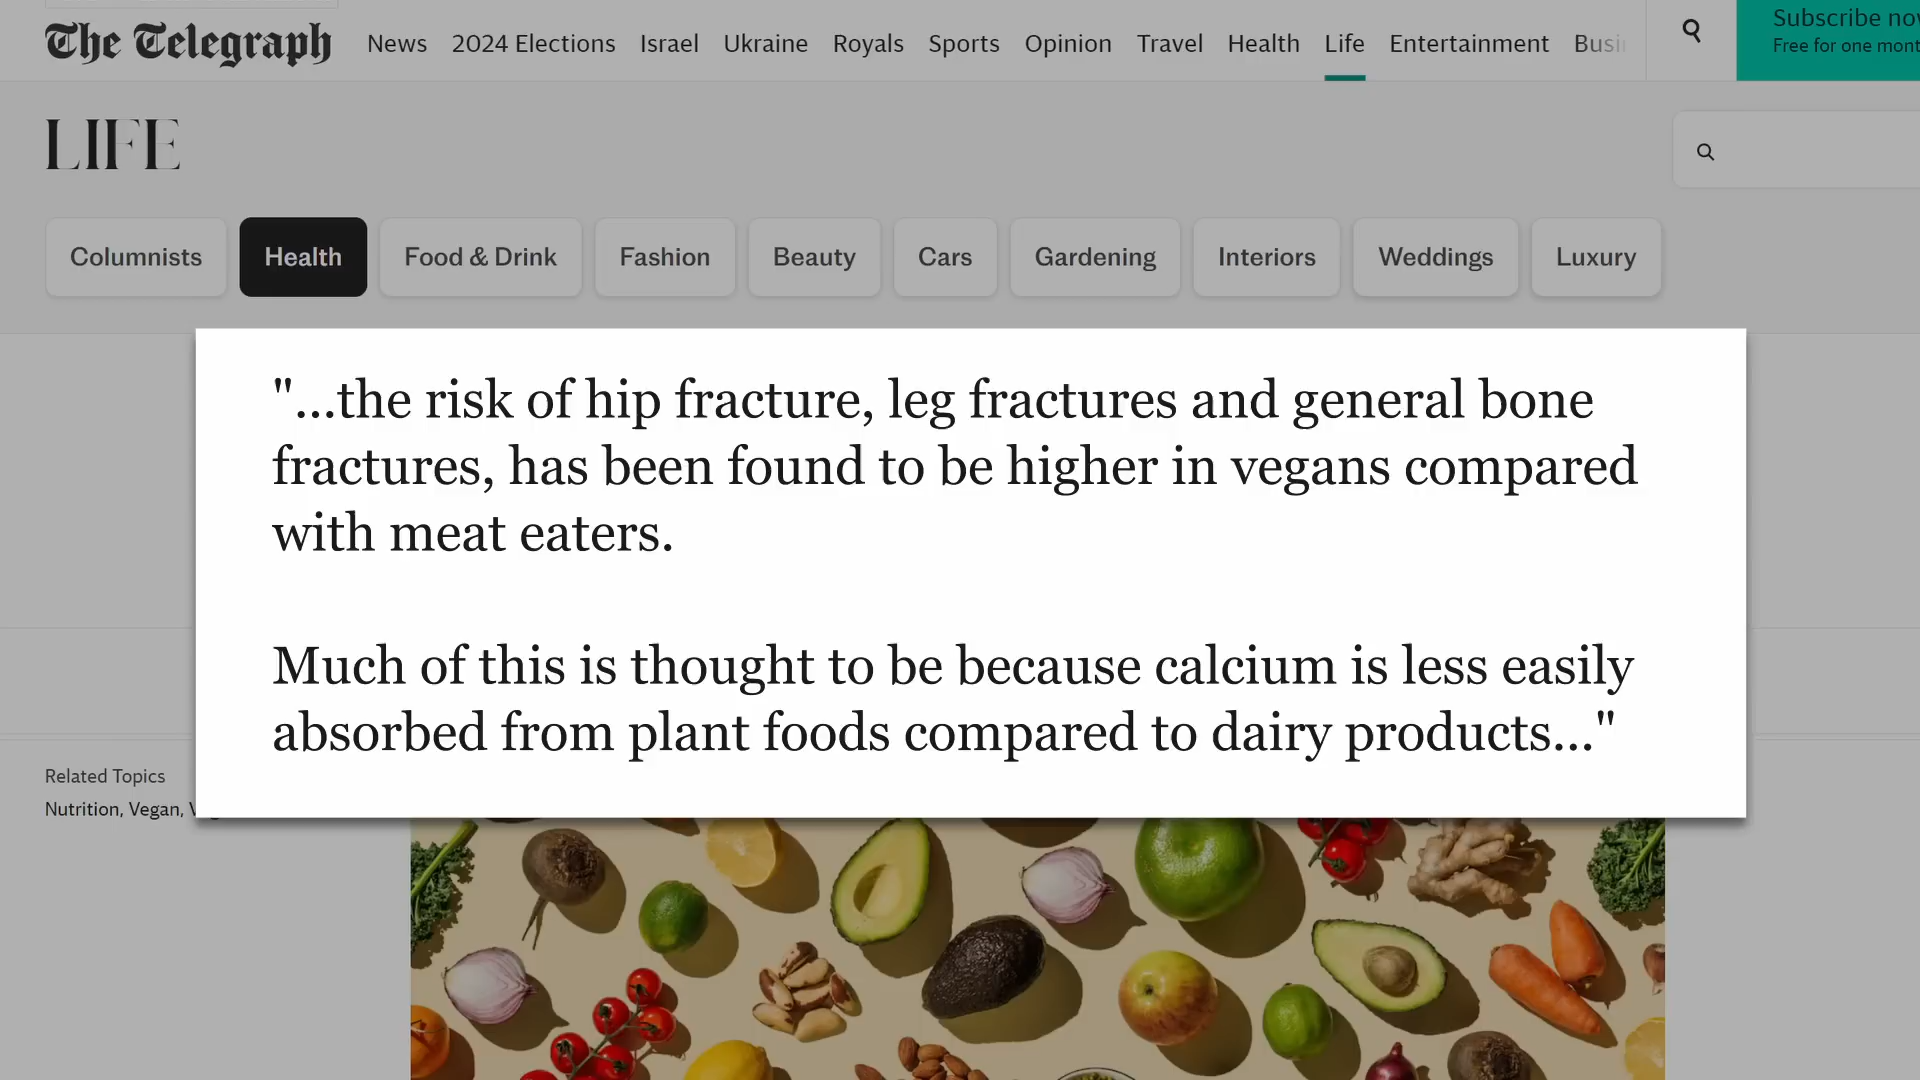 The Telegraph
News 2024 Elections Israel Ukraine Royals Sports Opinion Travel Health Life Entertainment
Subscribe
Free for one
LIFE
Columnists Health Food & Drink Fashion Beauty Cars Gardening Interiors Weddings Luxury
"...the risk of hip fracture, leg fractures and general bone
fractures, has been found to be higher in vegans compared
with meat eaters.
Much of this is thought to be because calcium is less easily
absorbed from plant foods compared to dairy products..."
Related Topics
Nutrition, Vegan,